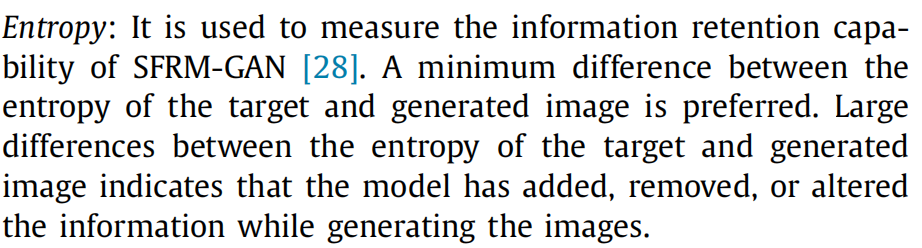 Entropy: It is used to measure the information retention capa-
bility of SFRM-GAN [28]. A minimum difference between the
entropy of the target and generated image is preferred. Large
differences between the entropy of the target and generated
image indicates that the model has added, removed, or altered
the information while generating the images.